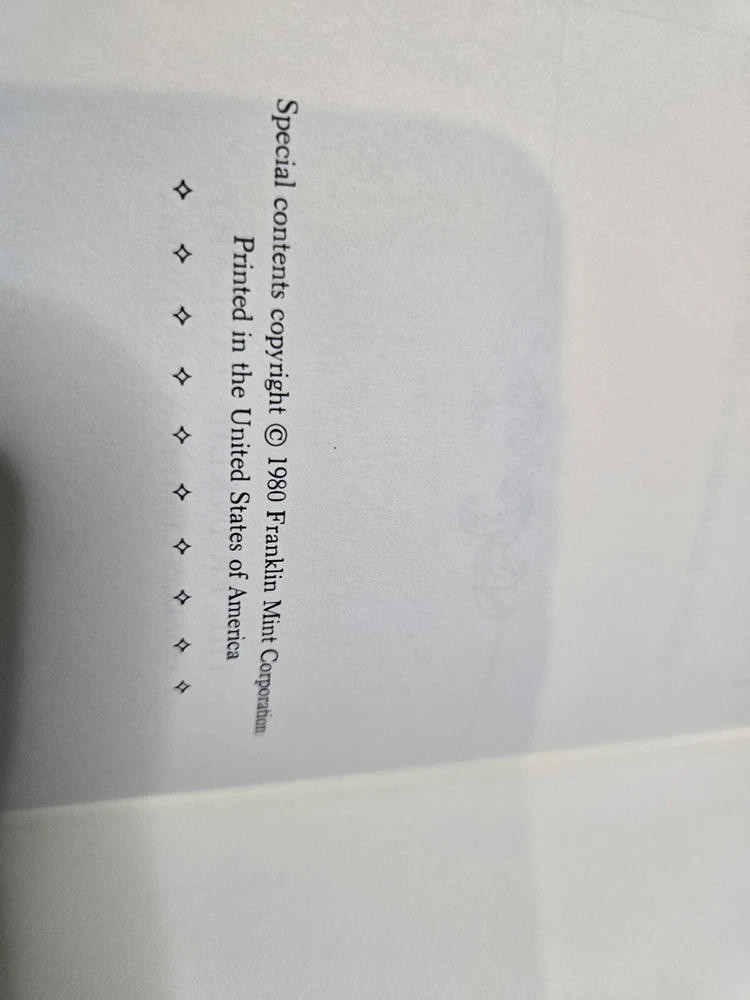 Special contents copyright © 1980 Franklin Mint Corporation
Printed in the United States of America
✧ ✧ ✧ ✧ ✧ ✧ ✧ ✧ ✧ ✧